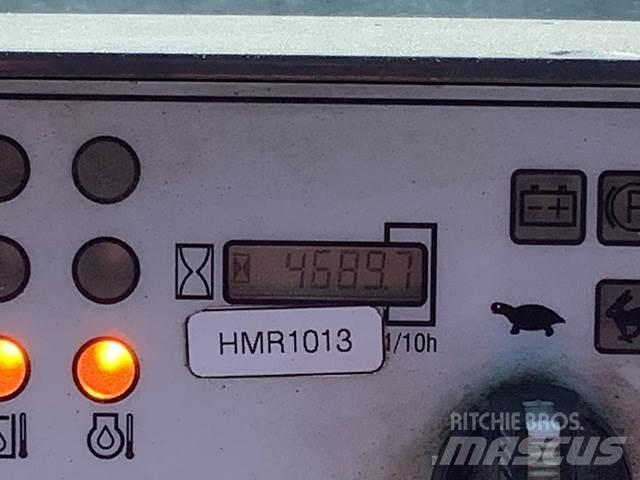 4689.7
HMR1013
1/10h
RITCHIE BROS.
MASCUS